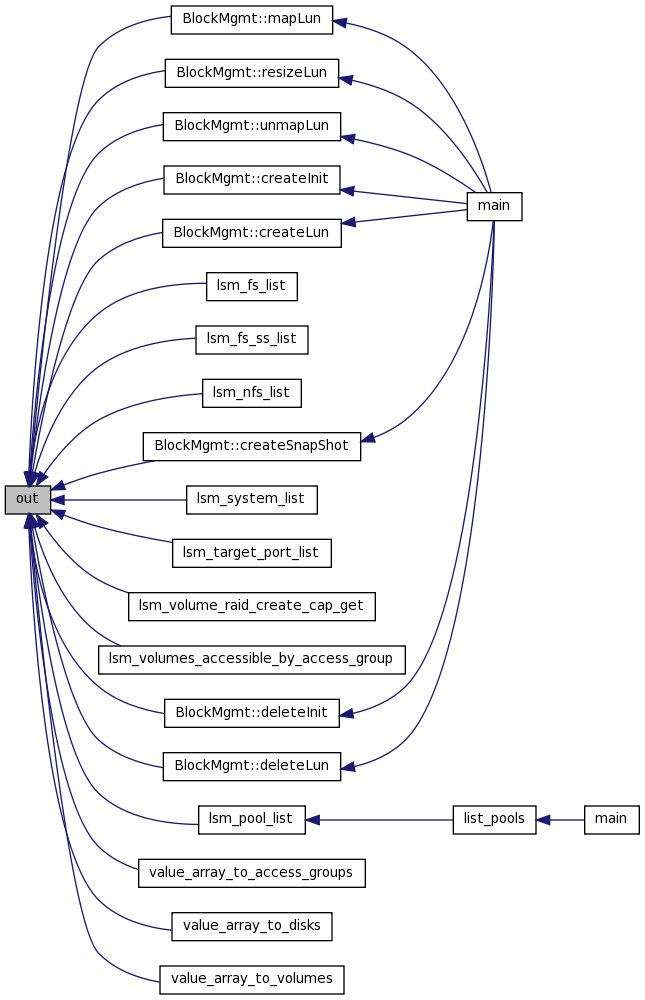 BlockMgmt::mapLun
BlockMgmt::resizeLun
BlockMgmt::unmapLun
BlockMgmt::createInit
main
BlockMgmt::createLun
lsm_fs_list
lsm_fs_ss_list
lsm_nfs_list
BlockMgmt::createSnapShot
out
lsm_system_list
lsm_target_port_list
lsm_volume_raid_create_cap_get
lsm_volumes_accessible_by_access_group
BlockMgmt::deleteInit
BlockMgmt::deleteLun
lsm_pool_list
list_pools
main
value_array_to_access_groups
value_array_to_disks
value_array_to_volumes